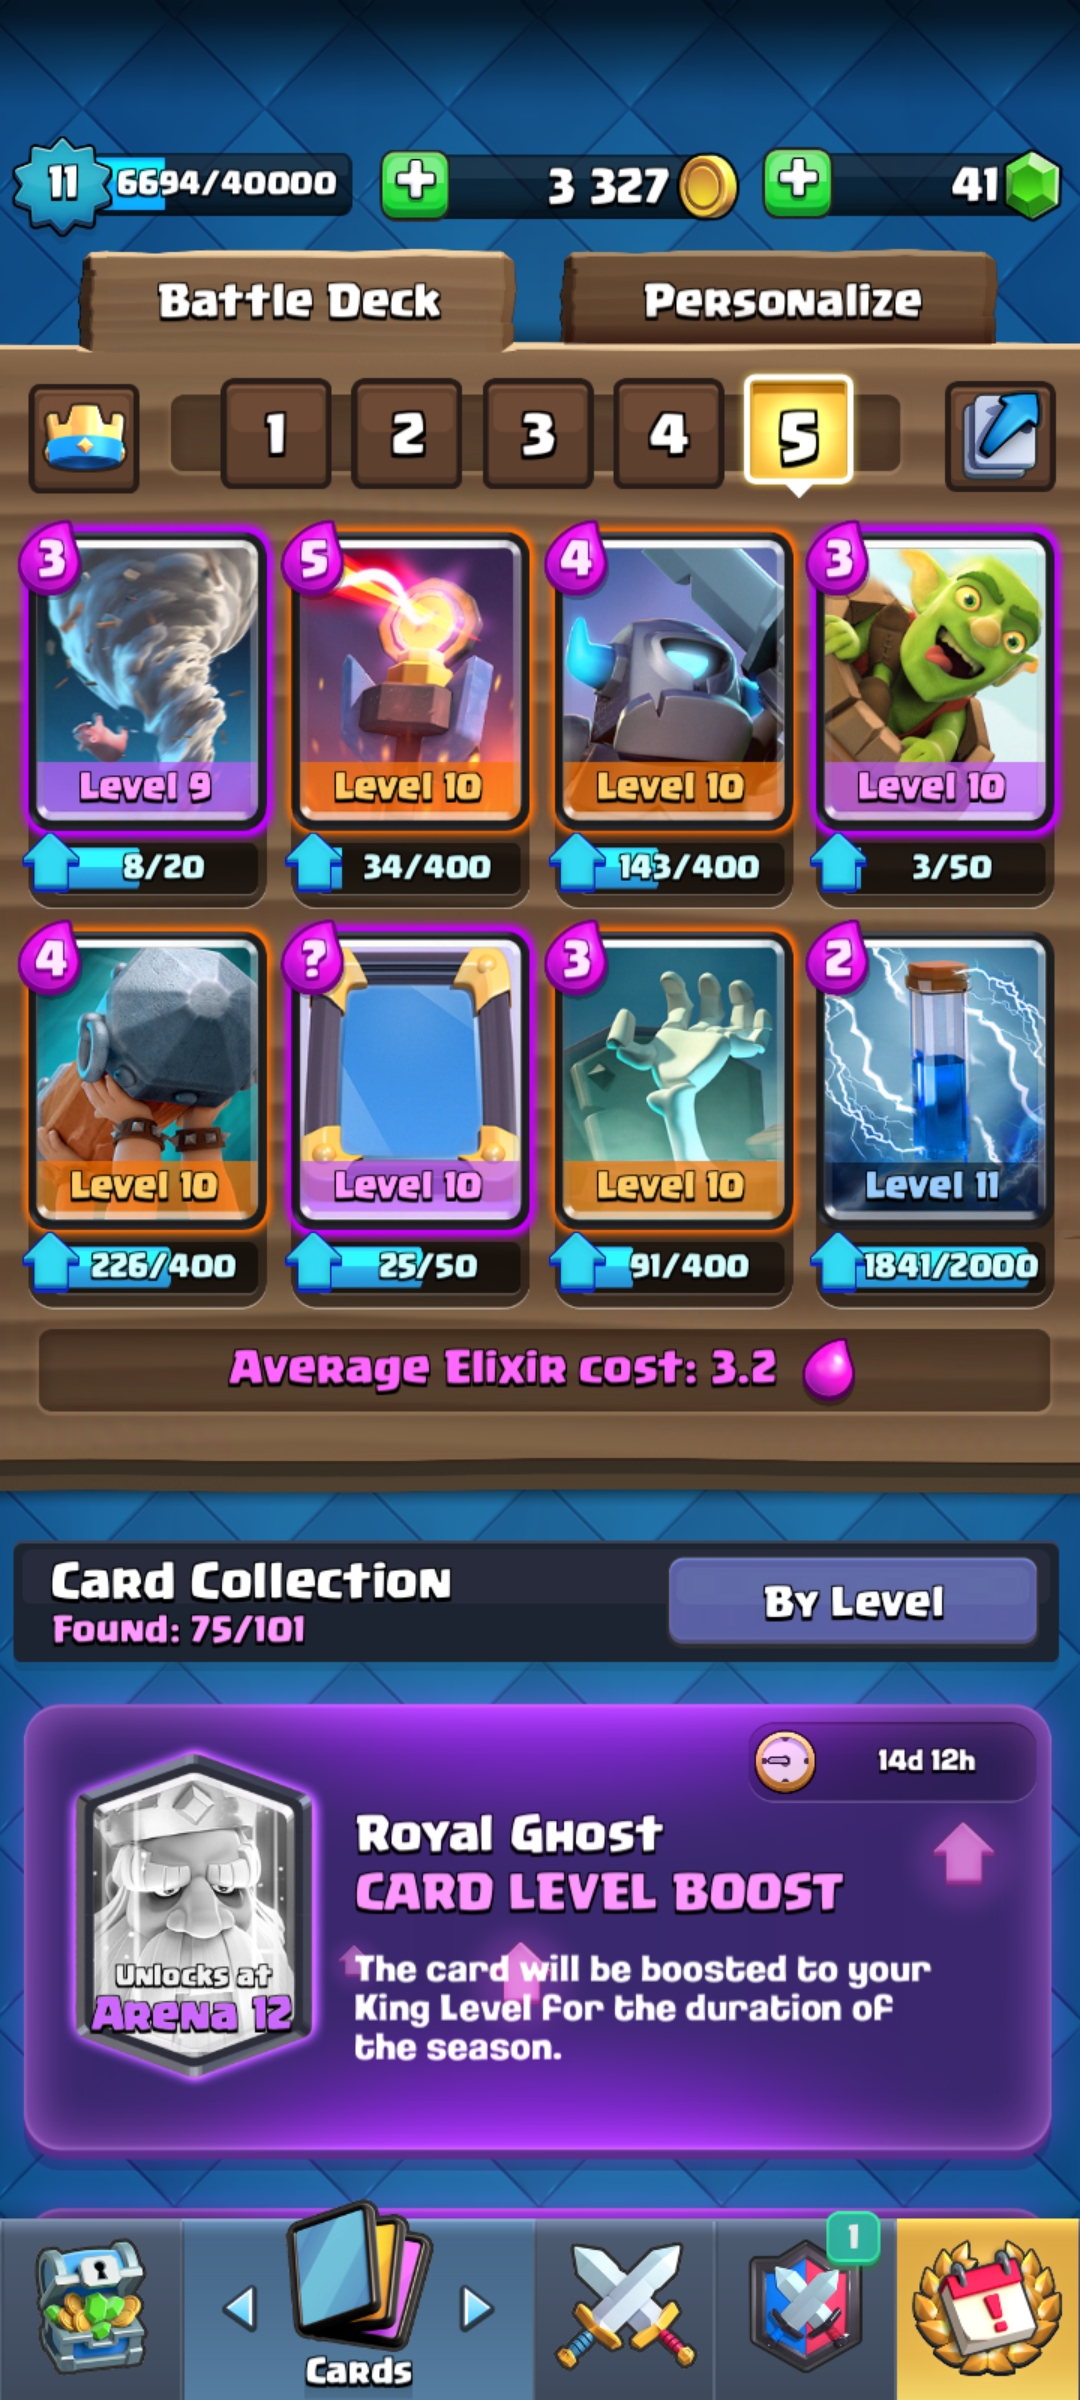 11 6694/40000 3 327 41
Battle Deck Personalize
1 2 3 4 5
3 5 4 3
Level 9 Level 10 Level 10 Level 10
8/20 34/400 143/400 3/50
4 ? 3 2
Level 10 Level 10 Level 10 Level 11
226/400 25/50 91/400 1841/2000
Average Elixir cost: 3.2
Card Collection
Found: 75/101
By Level
14d 12h
Royal Ghost
CARD LEVEL BOOST
Unlocks at
Arena 12
The card will be boosted to your
King Level for the duration of
the season.
1
!
Cards